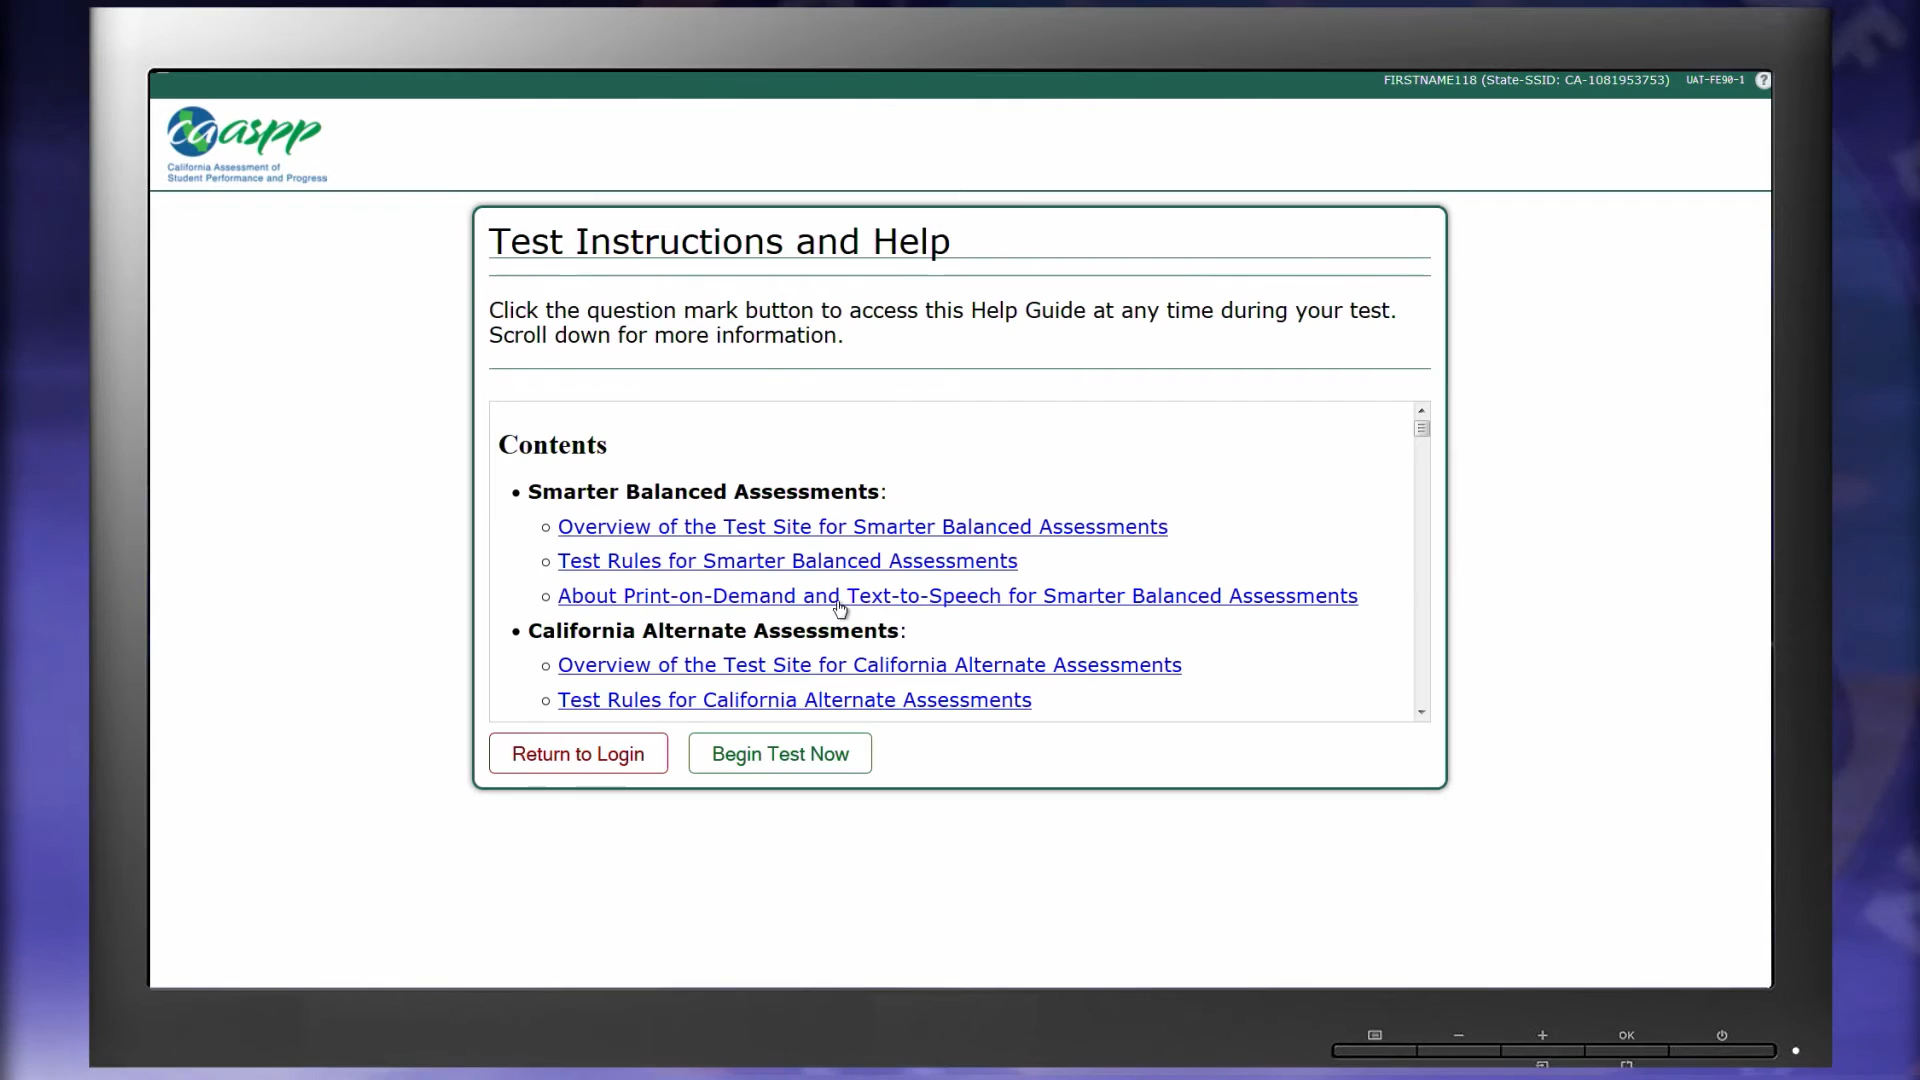 FIRSTNAME118 (State-SSID: CA-1081953753) UAT-FE90-1 ?
caaspp
California Assessment of
Student Performance and Progress
Test Instructions and Help
Click the question mark button to access this Help Guide at any time during your test.
Scroll down for more information.
Contents
• Smarter Balanced Assessments:
○ Overview of the Test Site for Smarter Balanced Assessments
○ Test Rules for Smarter Balanced Assessments
○ About Print-on-Demand and Text-to-Speech for Smarter Balanced Assessments
• California Alternate Assessments:
○ Overview of the Test Site for California Alternate Assessments
○ Test Rules for California Alternate Assessments
Return to Login Begin Test Now
OK